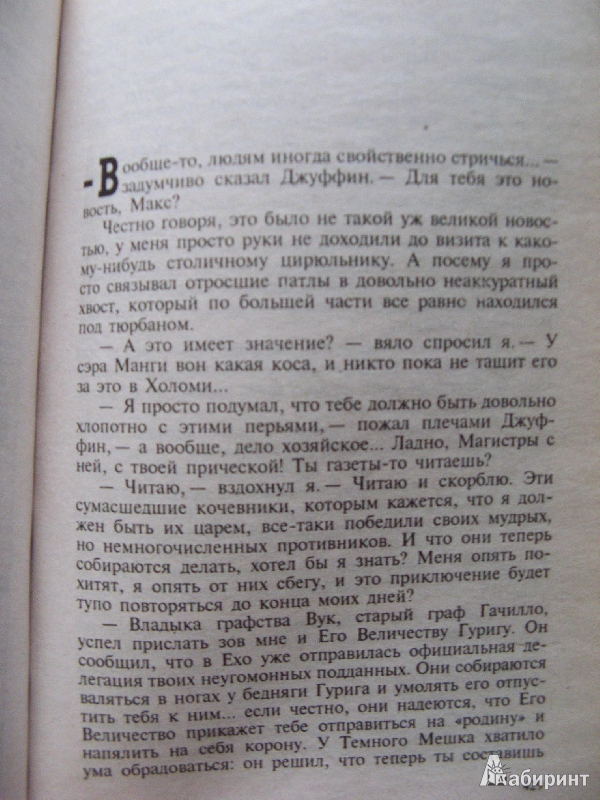 -Вообще-то, людям иногда свойственно стричься... —
задумчиво сказал Джуффин. — Для тебя это но-
вость, Макс?
Честно говоря, это было не такой уж великой новос-
тью, у меня просто руки не доходили до визита к како-
му-нибудь столичному цирюльнику. А посему я про-
сто связывал отросшие патлы в довольно неаккуратный
хвост, который по большей части все равно находился
под тюрбаном.
— А это имеет значение? — вяло спросил я. — У
сэра Манги вон какая коса, и никто пока не тащит его
за это в Холоми...
— Я просто подумал, что тебе должно быть довольно
хлопотно с этими перьями, — пожал плечами Джуф-
фин, — а вообще, дело хозяйское... Ладно, Магистры с
ней, с твоей прической! Ты газеты-то читаешь?
— Читаю, — вздохнул я. — Читаю и скорблю. Эти
сумасшедшие кочевники, которым кажется, что я дол-
жен быть их царем, все-таки победили своих мудрых,
но немногочисленных противников. И что они теперь
собираются делать, хотел бы я знать? Меня опять по-
хитят, я опять от них сбегу, и это приключение будет
тупо повторяться до конца моих дней?
— Владыка графства Вук, старый граф Гачилло,
успел прислать зов мне и Его Величеству Гуригу. Он
сообщил, что в Ехо уже отправилась официальная де-
легация твоих неугомонных подданных. Они собираются
усваляться в ногах у бедняги Гурига и умолять его отпус-
тить тебя к ним... если честно, они надеются, что Его
Величество прикажет тебе отправиться на «родину» и
напялить на себя корону. У Темного Мешка хватило
ума обрадоваться: он решил, что теперь ты составишь
Лабиринт